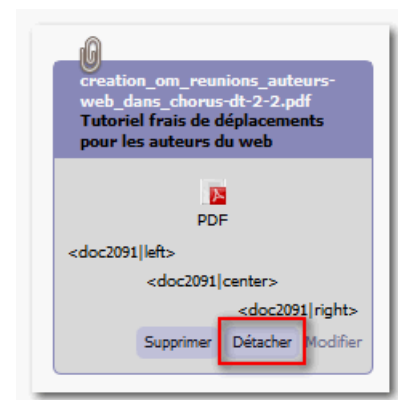 creation_om_reunions_auteurs-
web_dans_chorus-dt-2-2.pdf
Tutoriel frais de déplacements
pour les auteurs du web
PDF
<doc2091|left>
<doc2091|center>
<doc2091|right>
Supprimer Détacher Modifier